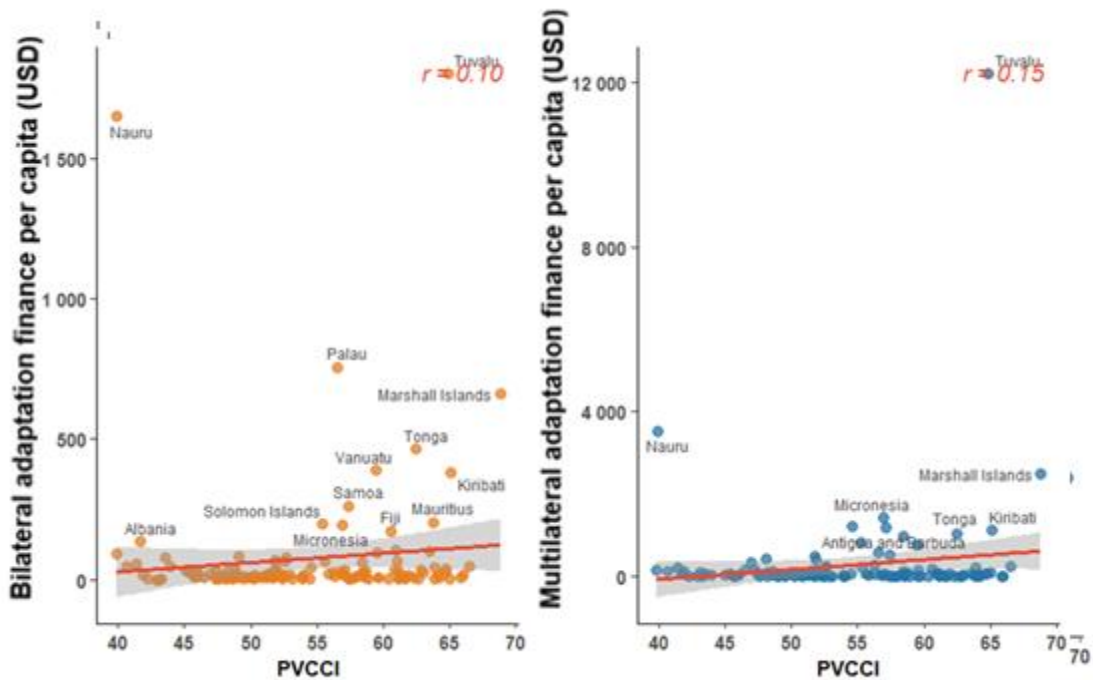 Bilateral adaptation finance per capita (USD)
1 500
1 000
500
0
40 45 50 55 60 65 70
PVCCI
r = 0.10
Tuvalu
Nauru
Palau
Marshall Islands
Tonga
Vanuatu
Kiribati
Samoa
Solomon Islands
Mauritius
Fiji
Micronesia
Albania
Multilateral adaptation finance per capita (USD)
12 000
8 000
4 000
0
40 45 50 55 60 65 70
70
PVCCI
r = 0.15
Tuvalu
Nauru
Marshall Islands
Micronesia
Tonga
Kiribati
Antigua and Barbuda